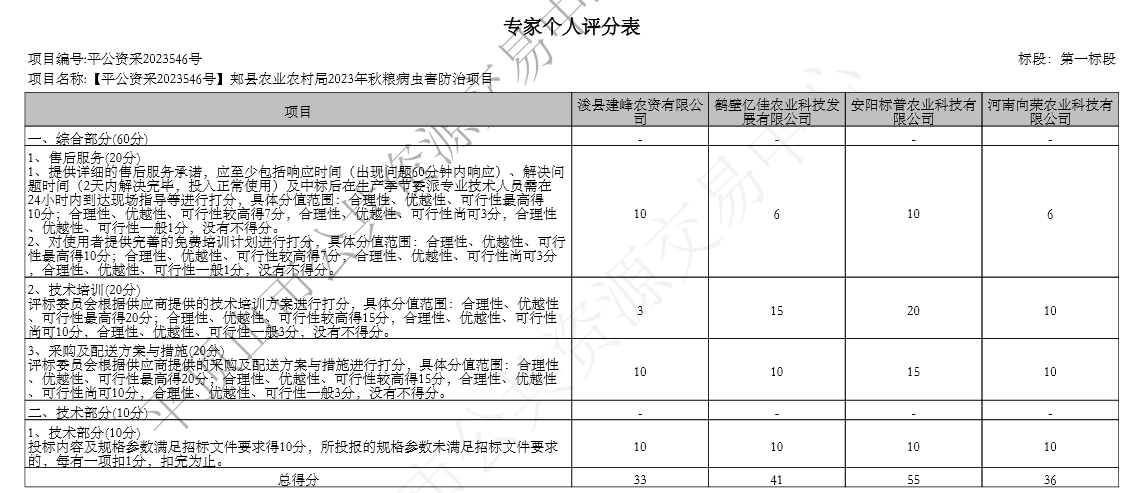 专家个人评分表
项目编号:平公资采2023546号 标段：第一标段
项目名称:【平公资采2023546号】郏县农业农村局2023年秋粮病虫害防治项目
项目 浚县建峰农资有限公司 鹤壁亿佳农业科技发展有限公司 安阳标普农业科技有限公司 河南向荣农业科技有限公司
一、综合部分(60分) - - - -
1、售后服务(20分)
1、提供详细的售后服务承诺，应至少包括响应时间（出现问题60分钟内响应）、解决问
题时间（2天内解决完毕，投入正常使用）及中标后在生产季节委派专业技术人员需在
24小时内到达现场指导等进行打分，具体分值范围：合理性、优越性、可行性最高得
10分；合理性、优越性、可行性较高得7分，合理性、优越性、可行性尚可3分，合理性
、优越性、可行性一般1分，没有不得分。
2、对使用者提供完善的免费培训计划进行打分，具体分值范围：合理性、优越性、可行
性最高得10分；合理性、优越性、可行性较高得7分，合理性、优越性、可行性尚可3分
，合理性、优越性、可行性一般1分，没有不得分。
10 6 10 6
2、技术培训(20分)
评标委员会根据供应商提供的技术培训方案进行打分，具体分值范围：合理性、优越性
、可行性最高得20分；合理性、优越性、可行性较高得15分，合理性、优越性、可行性
尚可10分，合理性、优越性、可行性一般3分，没有不得分。
3 15 20 10
3、采购及配送方案与措施(20分)
评标委员会根据供应商提供的采购及配送方案与措施进行打分，具体分值范围：合理性
、优越性、可行性最高得20分；合理性、优越性、可行性较高得15分，合理性、优越性
、可行性尚可10分，合理性、优越性、可行性一般3分，没有不得分。
10 10 15 10
二、技术部分(10分) - - - -
1、技术部分(10分)
投标内容及规格参数满足招标文件要求得10分，所投报的规格参数未满足招标文件要求
的，每有一项扣1分，扣完为止。
10 10 10 10
总得分 33 41 55 36